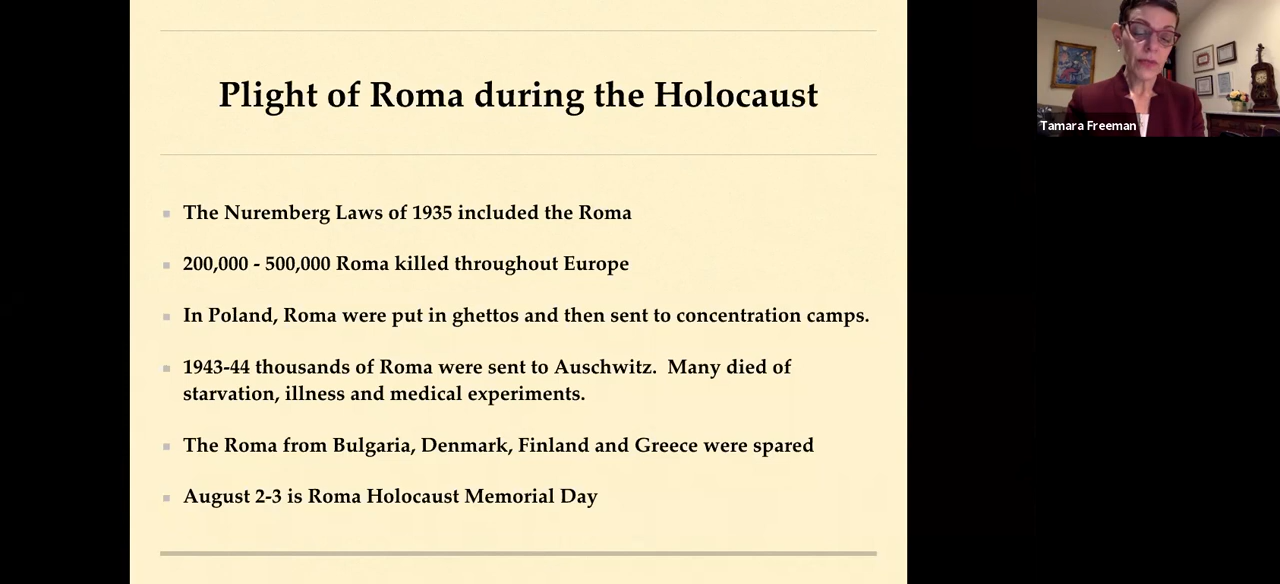 Plight of Roma during the Holocaust
The Nuremberg Laws of 1935 included the Roma
200,000 - 500,000 Roma killed throughout Europe
In Poland, Roma were put in ghettos and then sent to concentration camps.
1943-44 thousands of Roma were sent to Auschwitz.  Many died of
starvation, illness and medical experiments.
The Roma from Bulgaria, Denmark, Finland and Greece were spared
August 2-3 is Roma Holocaust Memorial Day
Tamara Freeman